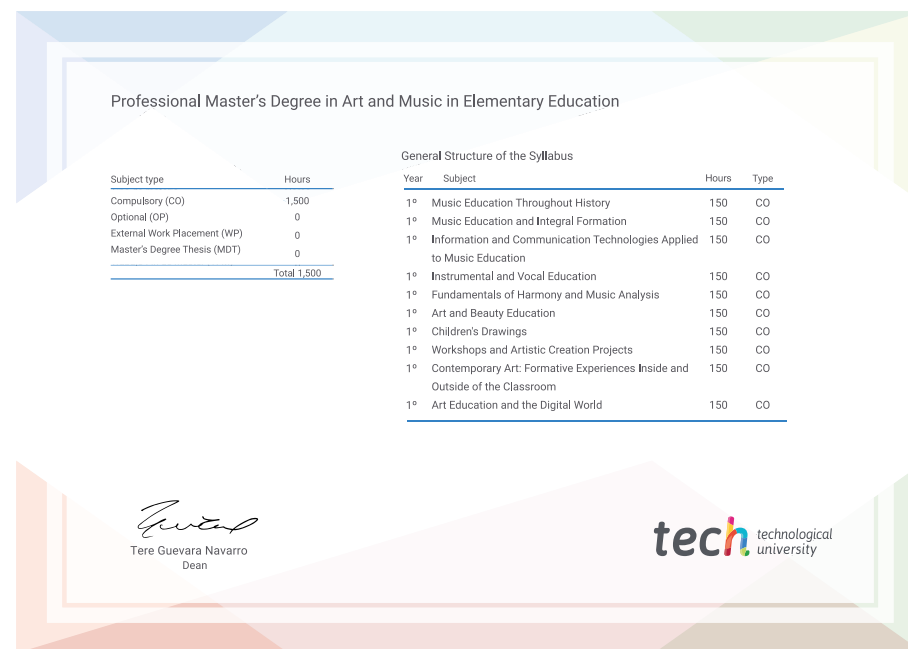 Professional Master's Degree in Art and Music in Elementary Education
General Structure of the Syllabus
Subject type Hours
Compulsory (CO) 1,500
Optional (OP) 0
External Work Placement (WP) 0
Master's Degree Thesis (MDT) 0
Total 1,500
Year Subject Hours Type
1º Music Education Throughout History 150 CO
1º Music Education and Integral Formation 150 CO
1º Information and Communication Technologies Applied 150 CO
to Music Education
1º Instrumental and Vocal Education 150 CO
1º Fundamentals of Harmony and Music Analysis 150 CO
1º Art and Beauty Education 150 CO
1º Children's Drawings 150 CO
1º Workshops and Artistic Creation Projects 150 CO
1º Contemporary Art: Formative Experiences Inside and 150 CO
Outside of the Classroom
1º Art Education and the Digital World 150 CO
Tere Guevara Navarro
Dean
tech technological
university